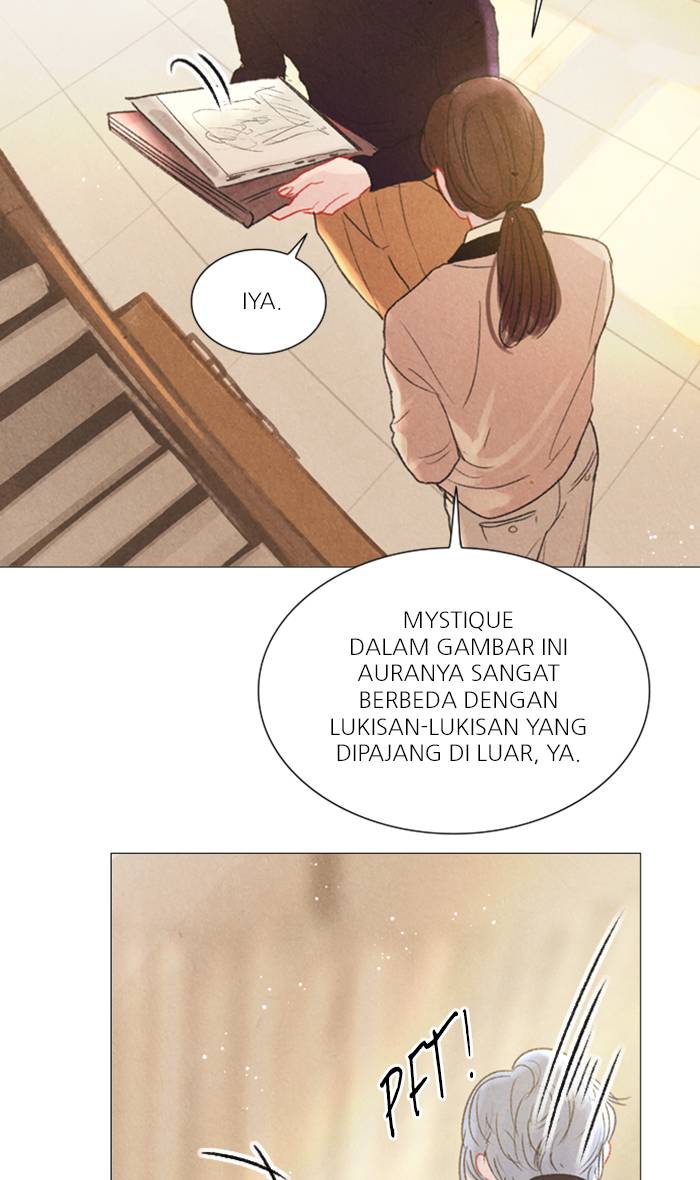 IYA.
MYSTIQUE
DALAM GAMBAR INI
AURANYA SANGAT
BERBEDA DENGAN
LUKISAN-LUKISAN YANG
DIPAJANG DI LUAR, YA.
PFT!